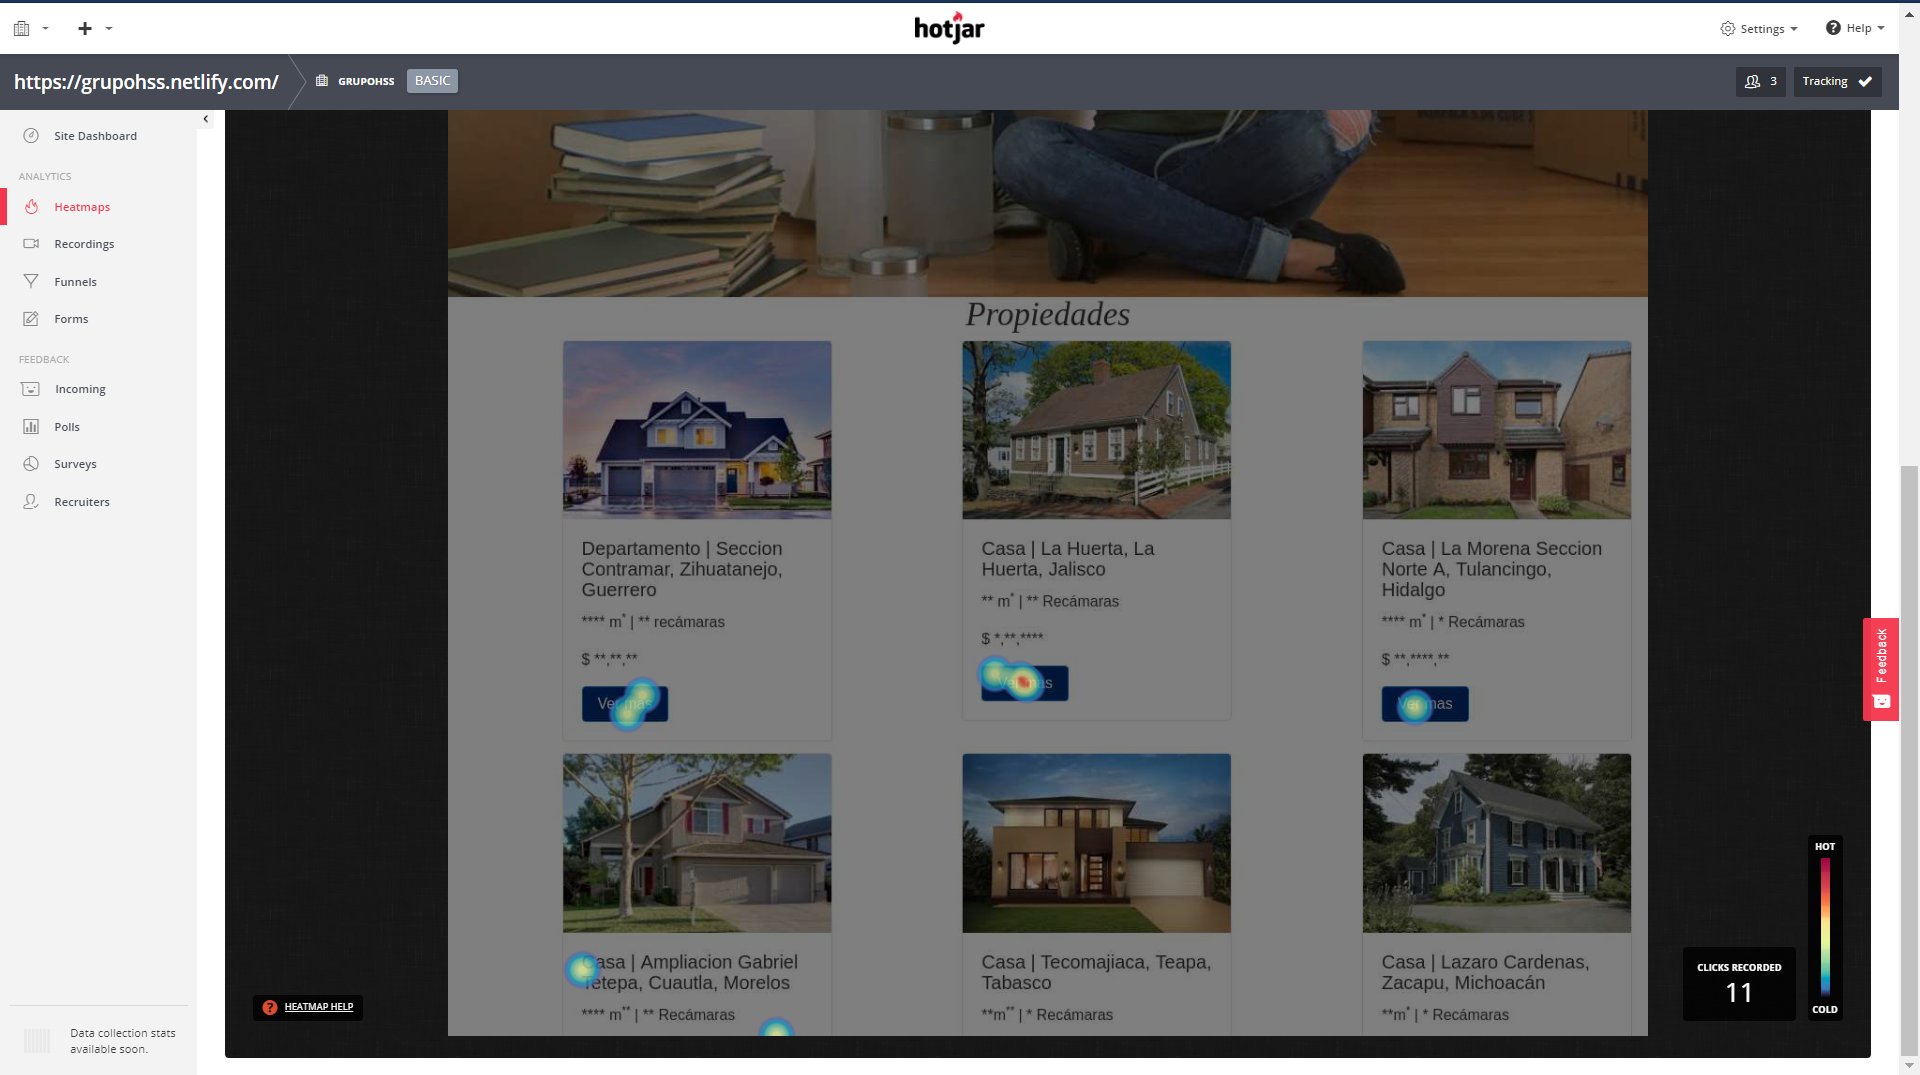 hotjar
Settings
Help
https://grupohss.netlify.com/
GRUPOHSS
BASIC
3
Tracking
Site Dashboard
ANALYTICS
Heatmaps
Recordings
Funnels
Forms
FEEDBACK
Incoming
Polls
Surveys
Recruiters
Data collection stats
available soon.
Propiedades
Departamento | Seccion
Contramar, Zihuatanejo,
Guerrero
**** m* | ** recámaras
$ **,**,**
Ver mas
Casa | La Huerta, La
Huerta, Jalisco
** m* | ** Recámaras
$ *,**,****
Ver mas
Casa | La Morena Seccion
Norte A, Tulancingo,
Hidalgo
**** m* | * Recámaras
$ **,****,**
Ver mas
Casa | Ampliacion Gabriel
Tetepa, Cuautla, Morelos
**** m** | ** Recámaras
Casa | Tecomajiaca, Teapa,
Tabasco
**m** | * Recámaras
Casa | Lazaro Cardenas,
Zacapu, Michoacán
**m* | * Recámaras
HEATMAP HELP
Feedback
CLICKS RECORDED
11
HOT
COLD